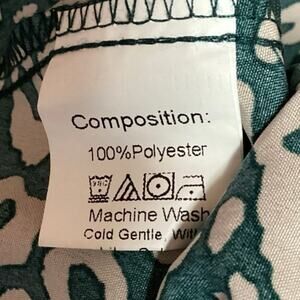 Composition:
100%Polyester
Machine Wash
Cold Gentle, With